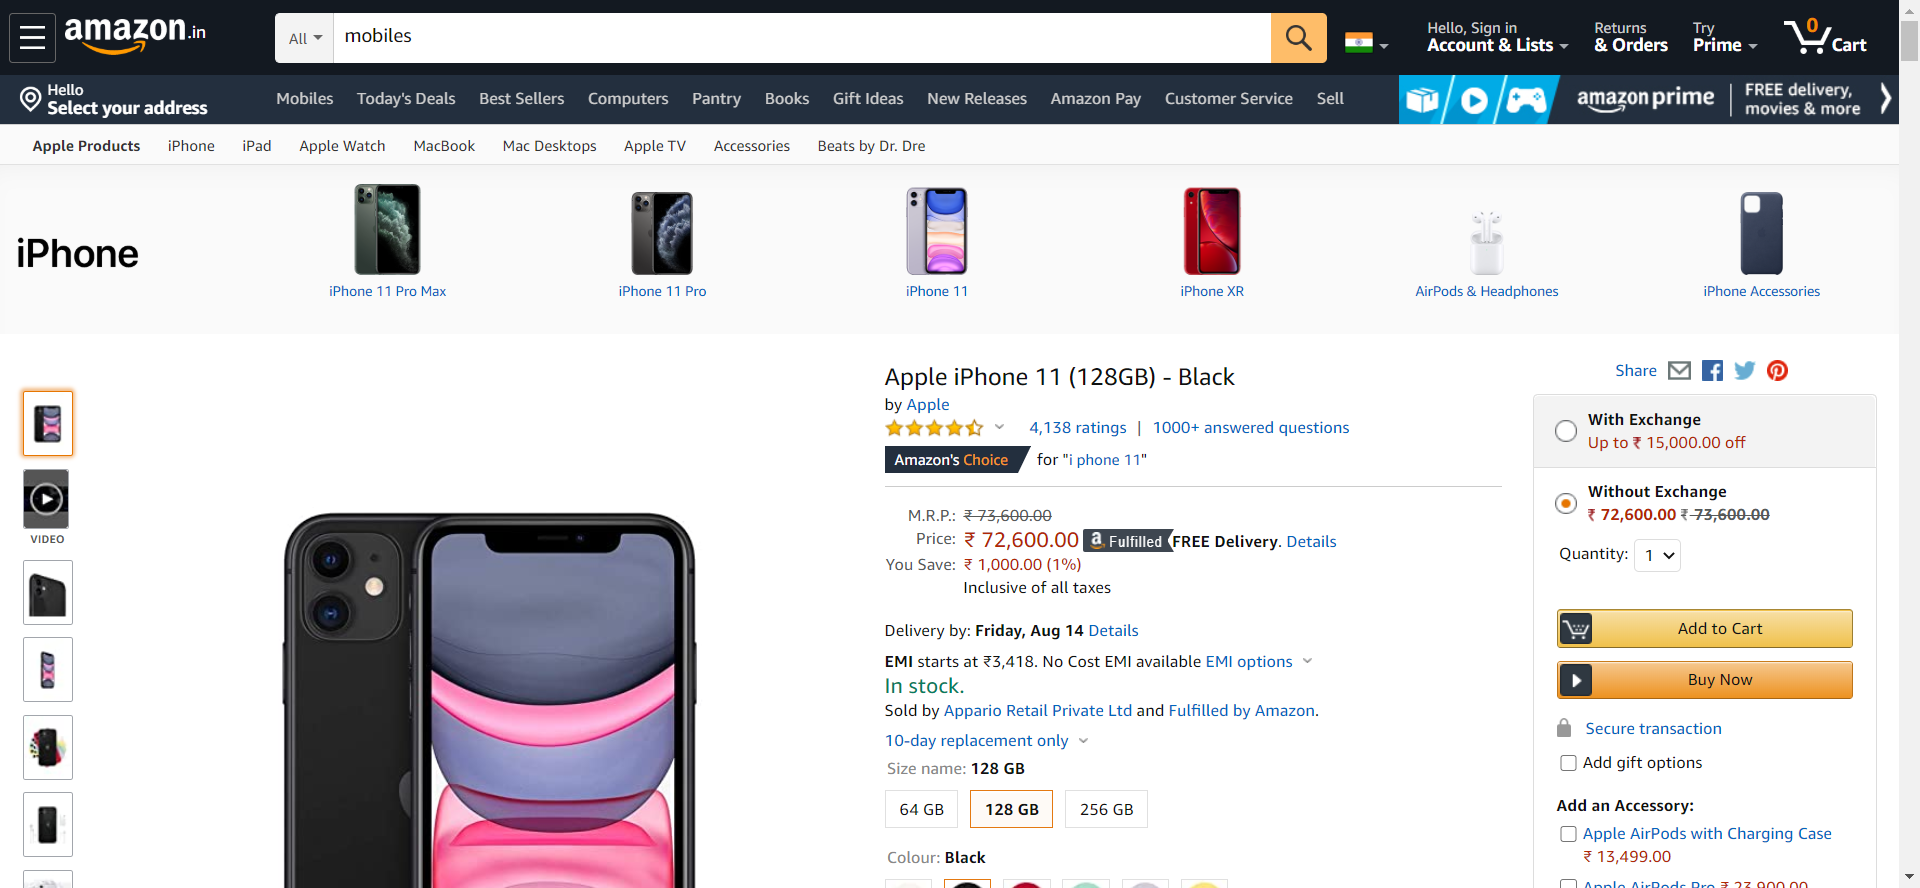 amazon.in
All
mobiles
Hello, Sign in
Account & Lists
Returns
& Orders
Try
Prime
0
Cart
Hello
Select your address
Mobiles Today's Deals Best Sellers Computers Pantry Books Gift Ideas New Releases Amazon Pay Customer Service Sell
amazon prime
FREE delivery,
movies & more
Apple Products iPhone iPad Apple Watch MacBook Mac Desktops Apple TV Accessories Beats by Dr. Dre
iPhone
iPhone 11 Pro Max iPhone 11 Pro iPhone 11 iPhone XR AirPods & Headphones iPhone Accessories
VIDEO
Apple iPhone 11 (128GB) - Black
by Apple
4,138 ratings | 1000+ answered questions
Amazon's Choice for "i phone 11"
M.R.P.: ₹ 73,600.00
Price: ₹ 72,600.00 a Fulfilled FREE Delivery. Details
You Save: ₹ 1,000.00 (1%)
Inclusive of all taxes
Delivery by: Friday, Aug 14 Details
EMI starts at ₹3,418. No Cost EMI available EMI options
In stock.
Sold by Appario Retail Private Ltd and Fulfilled by Amazon.
10-day replacement only
Size name: 128 GB
64 GB 128 GB 256 GB
Colour: Black
Share
With Exchange
Up to ₹ 15,000.00 off
Without Exchange
₹ 72,600.00 ₹ 73,600.00
Quantity: 1
Add to Cart
Buy Now
Secure transaction
Add gift options
Add an Accessory:
Apple AirPods with Charging Case
₹ 13,499.00
Apple AirPods Pro ₹ 23,900.00